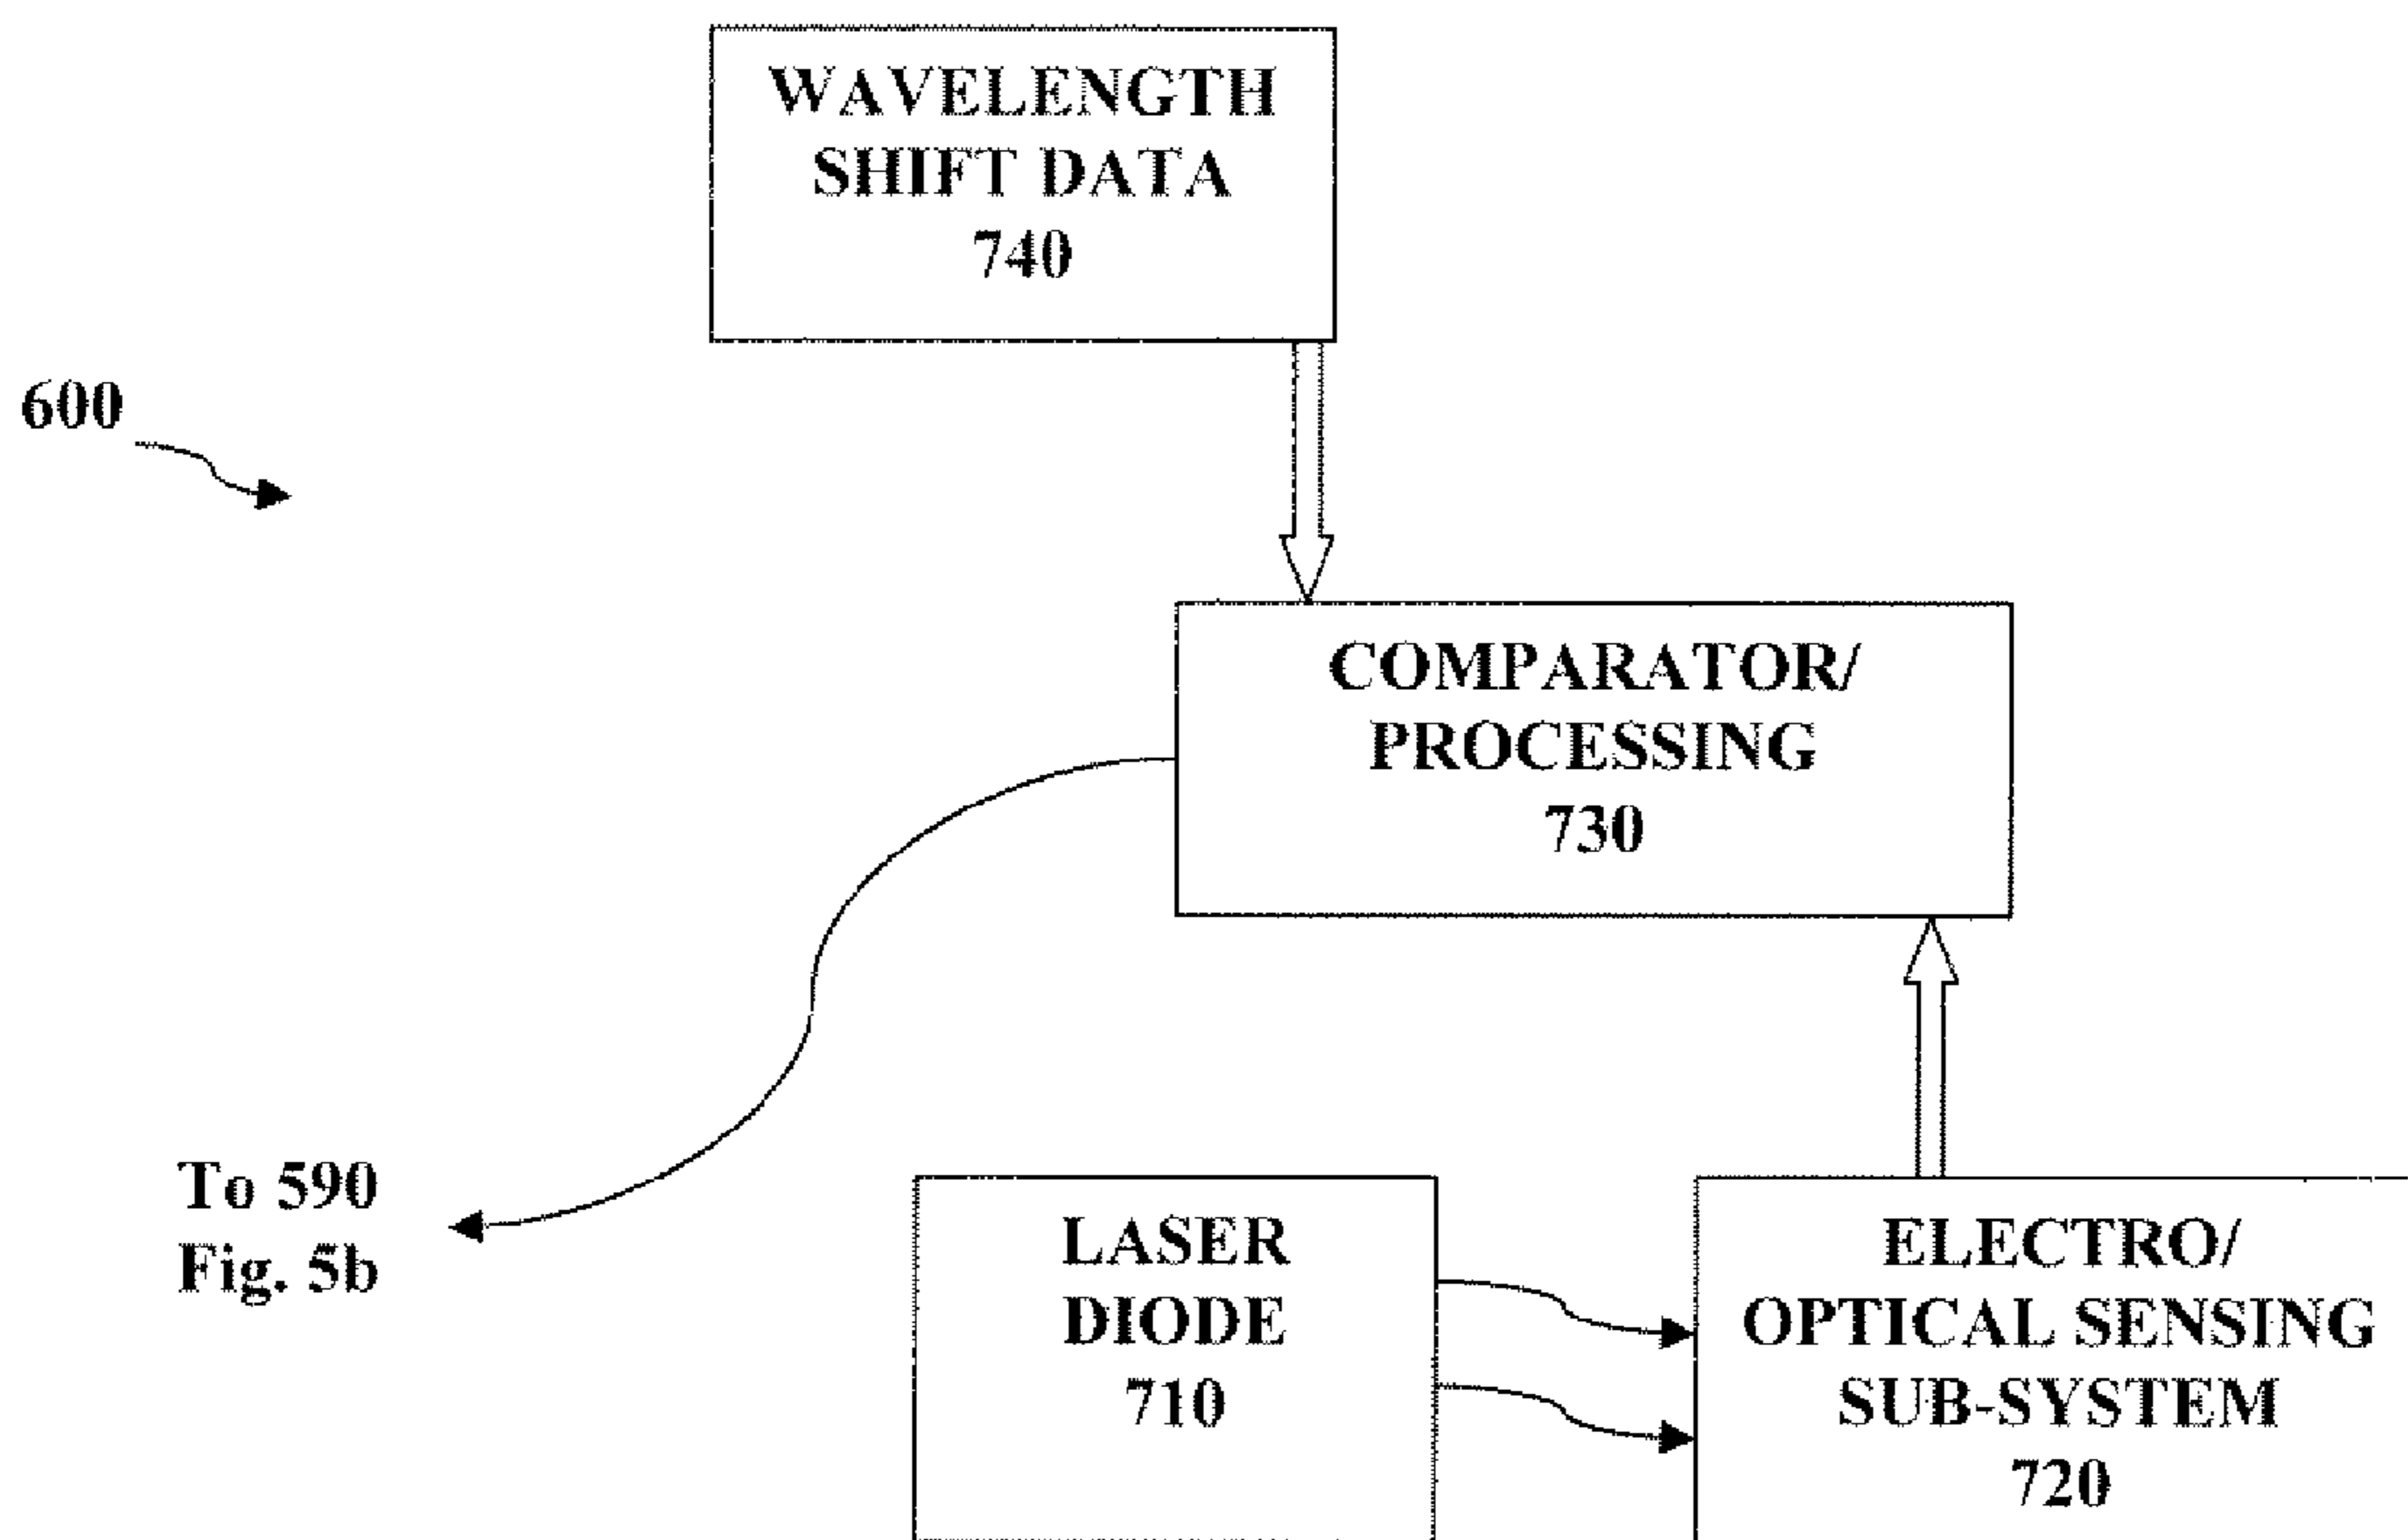 WAVELENGTH
SHIFT DATA
740
600
COMPARATOR/
PROCESSING
730
To 590
Fig. 5b
LASER
DIODE
710
ELECTRO/
OPTICAL SENSING
SUB-SYSTEM
720